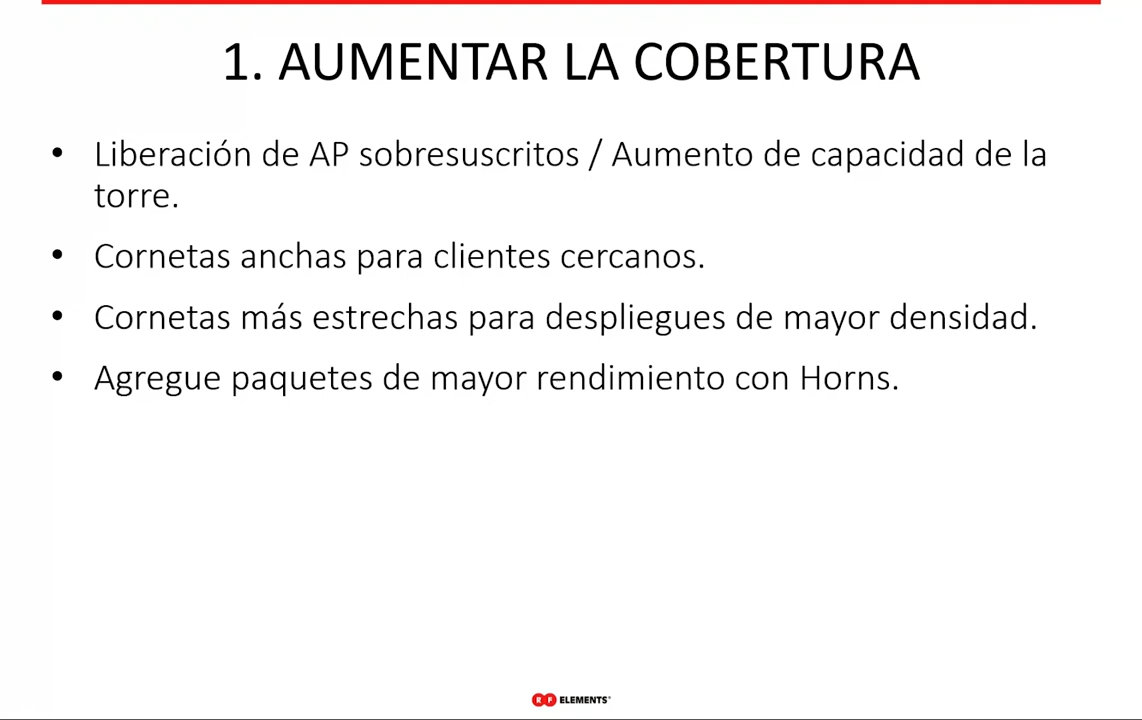 1. AUMENTAR LA COBERTURA
• Liberación de AP sobresuscritos / Aumento de capacidad de la
torre.
• Cornetas anchas para clientes cercanos.
• Cornetas más estrechas para despliegues de mayor densidad.
• Agregue paquetes de mayor rendimiento con Horns.
RF ELEMENTS